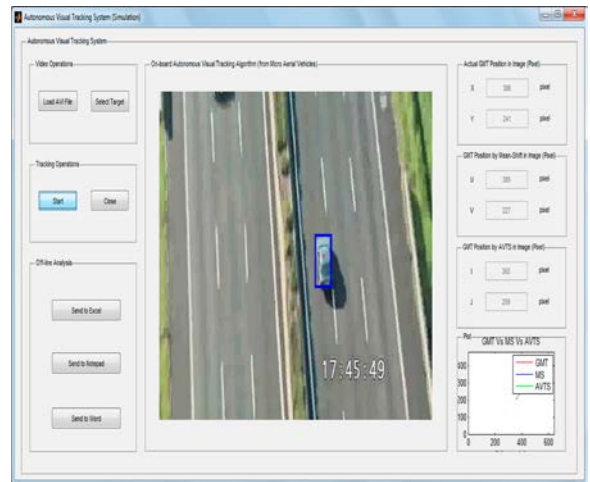 Autonomous Visual Tracking System (Simulation)
Autonomous Visual Tracking System
Video Operations
Load AVI File
Select Target
Tracking Operations
Start
Close
Off-line Analysis
Send to Excel
Send to Notepad
Send to Word
On-board Autonomous Visual Tracking Algorithm (from Micro Aerial Vehicles)
17:45:49
Actual GMT Position in Image (Pixel)
X pixel
Y 241 pixel
GMT Position by Mean-Shift in Image (Pixel)
U pixel
V 227 pixel
GMT Position by AVTS in Image (Pixel)
I pixel
J pixel
Plot
GMT Vs MS Vs AVTS
GMT
MS
AVTS
400
300
200
100
0
0 200 400 600